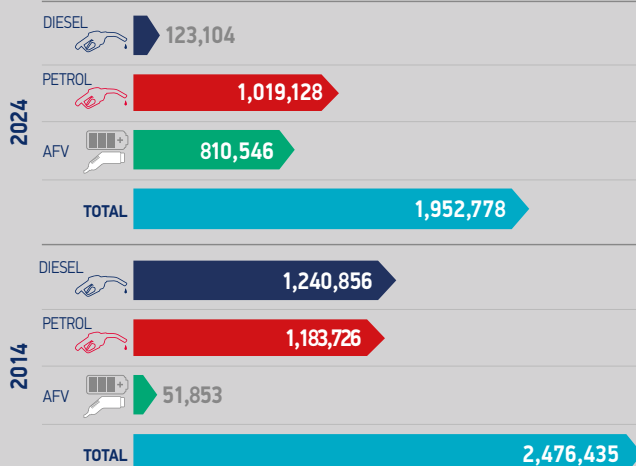 2024
DIESEL 123,104
PETROL 1,019,128
AFV 810,546
TOTAL 1,952,778
2014
DIESEL 1,240,856
PETROL 1,183,726
AFV 51,853
TOTAL 2,476,435